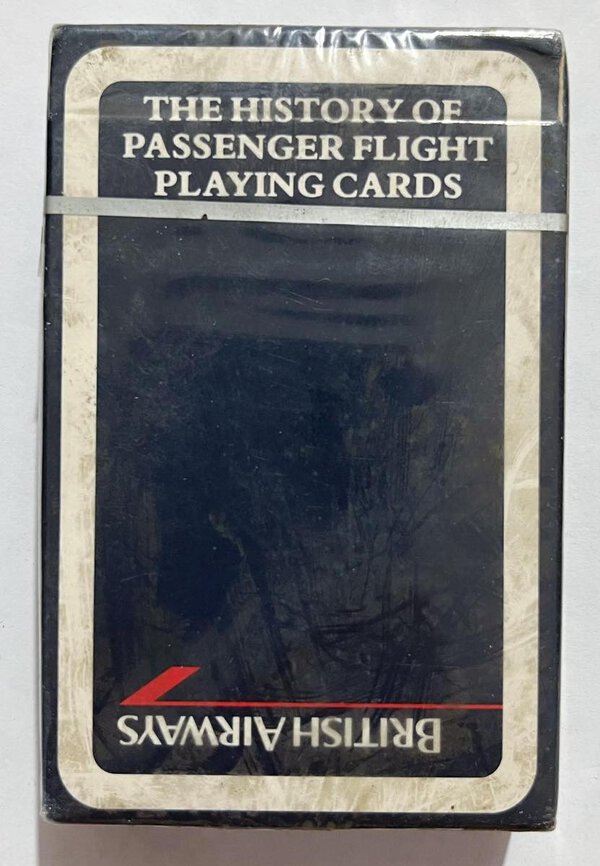 THE HISTORY OF
PASSENGER FLIGHT
PLAYING CARDS
BRITISH AIRWAYS